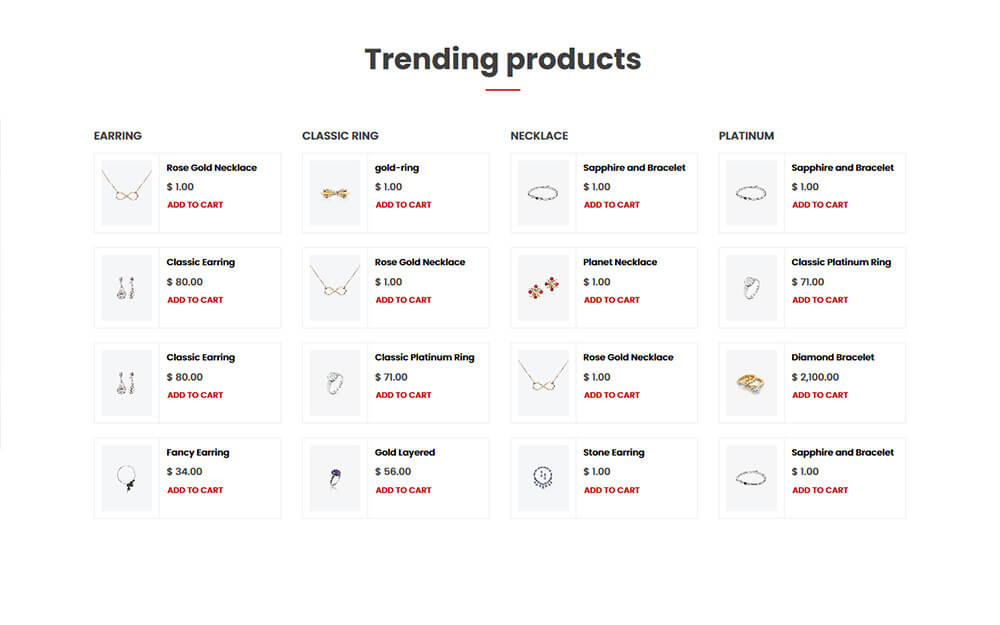 Trending products
EARRING
Rose Gold Necklace
$ 1.00
ADD TO CART
Classic Earring
$ 80.00
ADD TO CART
Classic Earring
$ 80.00
ADD TO CART
Fancy Earring
$ 34.00
ADD TO CART
CLASSIC RING
gold-ring
$ 1.00
ADD TO CART
Rose Gold Necklace
$ 1.00
ADD TO CART
Classic Platinum Ring
$ 71.00
ADD TO CART
Gold Layered
$ 56.00
ADD TO CART
NECKLACE
Sapphire and Bracelet
$ 1.00
ADD TO CART
Planet Necklace
$ 1.00
ADD TO CART
Rose Gold Necklace
$ 1.00
ADD TO CART
Stone Earring
$ 1.00
ADD TO CART
PLATINUM
Sapphire and Bracelet
$ 1.00
ADD TO CART
Classic Platinum Ring
$ 71.00
ADD TO CART
Diamond Bracelet
$ 2,100.00
ADD TO CART
Sapphire and Bracelet
$ 1.00
ADD TO CART